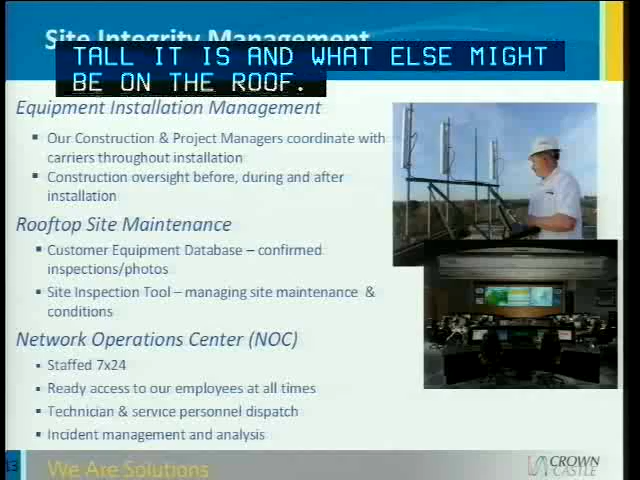 Site Integrity Management
TALL IT IS AND WHAT ELSE MIGHT
BE ON THE ROOF.
Equipment Installation Management
▪ Our Construction & Project Managers coordinate with
carriers throughout installation
▪ Construction oversight before, during and after
installation
Rooftop Site Maintenance
▪ Customer Equipment Database – confirmed
inspections/photos
▪ Site Inspection Tool – managing site maintenance &
conditions
Network Operations Center (NOC)
▪ Staffed 7x24
▪ Ready access to our employees at all times
▪ Technician & service personnel dispatch
▪ Incident management and analysis
13
We Are Solutions
CROWN
CASTLE